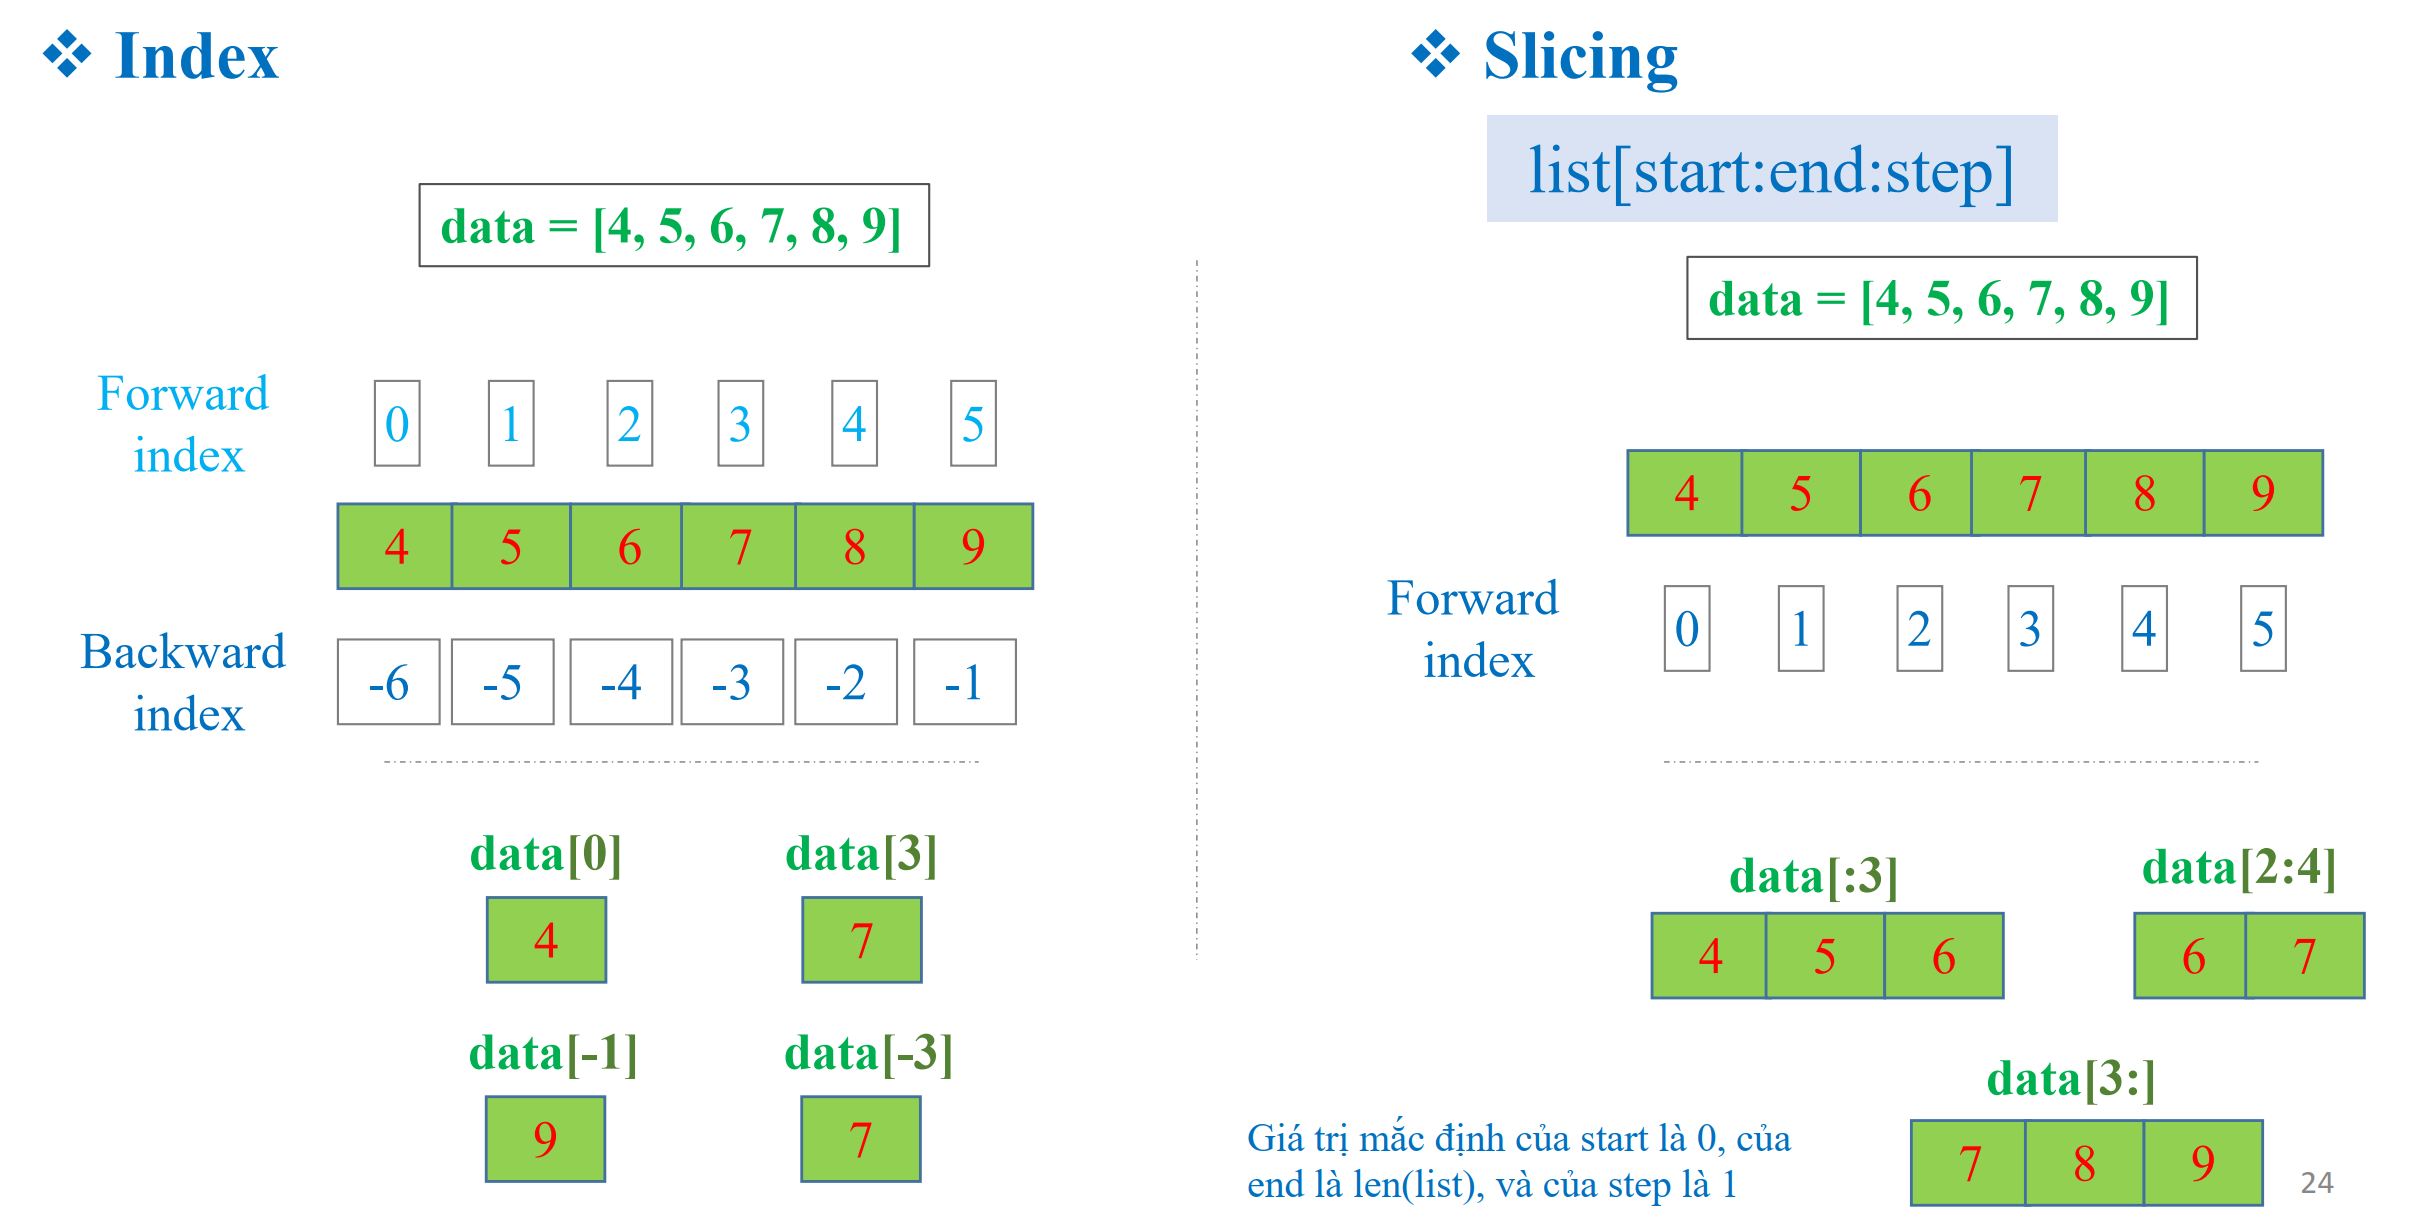 ❖ Index
data = [4, 5, 6, 7, 8, 9]
Forward
index
0 1 2 3 4 5
4 5 6 7 8 9
Backward
index
-6 -5 -4 -3 -2 -1
data[0] data[3]
4 7
data[-1] data[-3]
9 7
❖ Slicing
list[start:end:step]
data = [4, 5, 6, 7, 8, 9]
4 5 6 7 8 9
Forward
index
0 1 2 3 4 5
data[:3] data[2:4]
4 5 6 6 7
data[3:]
7 8 9
Giá trị mắc định của start là 0, của
end là len(list), và của step là 1
24